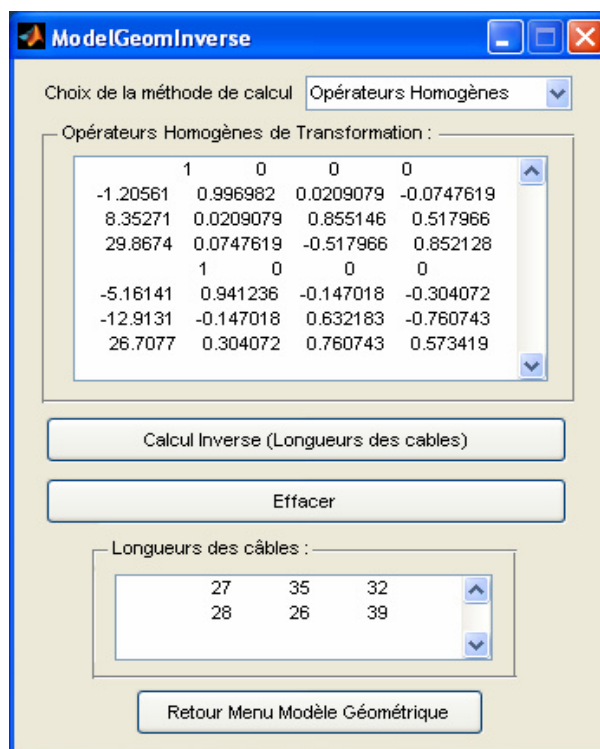 ModelGeomInverse
Choix de la méthode de calcul Opérateurs Homogènes
Opérateurs Homogènes de Transformation :
1 0 0 0
-1.20561 0.996982 0.0209079 -0.0747619
8.35271 0.0209079 0.855146 0.517966
29.8674 0.0747619 -0.517966 0.852128
1 0 0 0
-5.16141 0.941236 -0.147018 -0.304072
-12.9131 -0.147018 0.632183 -0.760743
26.7077 0.304072 0.760743 0.573419
Calcul Inverse (Longueurs des cables)
Effacer
Longueurs des câbles :
27 35 32
28 26 39
Retour Menu Modèle Géométrique